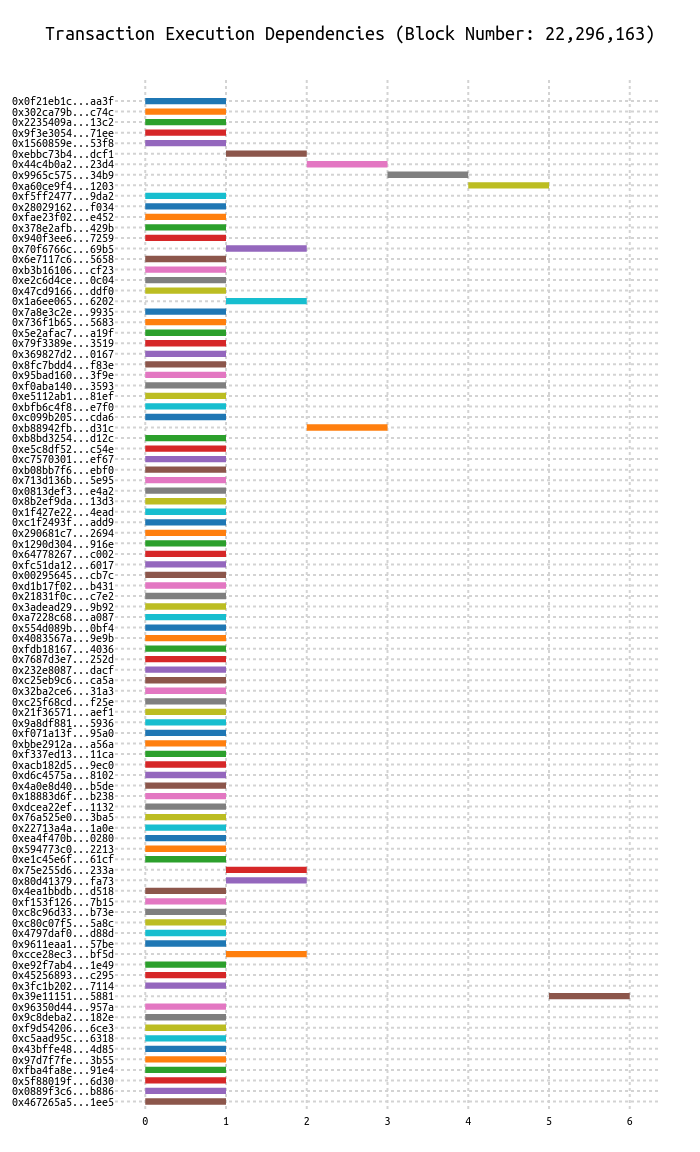 Transaction Execution Dependencies (Block Number: 22,296,163)
0x0f21eb1c...aa3f
0x302ca79b...c74c
0x2235409a...13c2
0x9f3e3054...71ee
0x1560859e...53f8
0xebbc73b4...dcf1
0x44c4b0a2...23d4
0x9965c575...34b9
0xa60ce9f4...1203
0xf5ff2477...9da2
0x28029162...f034
0xfae23f02...e452
0x378e2afb...429b
0x940f3ee6...7259
0x70f6766c...69b5
0x6e7117c6...5658
0xb3b16106...cf23
0xe2c6d4ce...0c04
0x47cd9166...ddf0
0x1a6ee065...6202
0x7a8e3c2e...9935
0x736f1b65...5683
0x5e2afac7...a19f
0x79f3389e...3519
0x369827d2...0167
0x8fc7bdd4...f83e
0x95bad160...3f9e
0xf0aba140...3593
0xe5112ab1...81ef
0xbfb6c4f8...e7f0
0xc099b205...cda6
0xb88942fb...d31c
0xb8bd3254...d12c
0xe5c8df52...c54e
0xc7570301...ef67
0xb08bb7f6...ebf0
0x713d136b...5e95
0x0813def3...e4a2
0x8b2ef9da...13d3
0x1f427e22...4ead
0xc1f2493f...add9
0x290681c7...2694
0x1290d304...916e
0x64778267...c002
0xfc51da12...6017
0x00295645...cb7c
0xd1b17f02...b431
0x21831f0c...c7e2
0x3adead29...9b92
0xa7228c68...a087
0x554d089b...0bf4
0x4083567a...9e9b
0xfdb18167...4036
0x7687d3e7...252d
0x232e8087...dacf
0xc25eb9c6...ca5a
0x32ba2ce6...31a3
0xc25f68cd...f25e
0x21f36571...aef1
0x9a8df881...5936
0xf071a13f...95a0
0xbbe2912a...a56a
0xf337ed13...11ca
0xacb182d5...9ec0
0xd6c4575a...8102
0x4a0e8d40...b5de
0x18883d6f...b238
0xdcea22ef...1132
0x76a525e0...3ba5
0x22713a4a...1a0e
0xea4f470b...0280
0x594773c0...2213
0xe1c45e6f...61cf
0x75e255d6...233a
0x80d41379...fa73
0x4ea1bbdb...d518
0xf153f126...7b15
0xc8c96d33...b73e
0xc80c07f5...5a8c
0x4797daf0...d88d
0x9611eaa1...57be
0xcce28ec3...bf5d
0xe92f7ab4...1e49
0x45256893...c295
0x3fc1b202...7114
0x39e11151...5881
0x96350d44...957a
0x9c8deba2...182e
0xf9d54206...6ce3
0xc5aad95c...6318
0x43bffe48...4d85
0x97d7f7fe...3b55
0xfba4fa8e...91e4
0x5f88019f...6d30
0x0889f3c6...b886
0x467265a5...1ee5
0 1 2 3 4 5 6